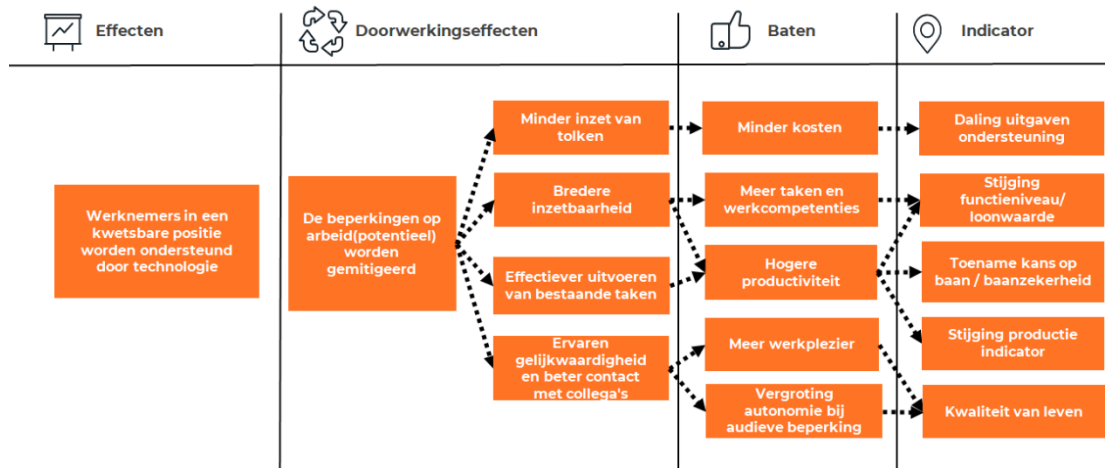 Effecten
Doorwerkingseffecten
Baten
Indicator
Werknemers in een
kwetsbare positie
worden ondersteund
door technologie
De beperkingen op
arbeid(potentieel)
worden
gemitigeerd
Minder inzet van
tolken
Bredere
inzetbaarheid
Effectiever uitvoeren
van bestaande taken
Ervaren
gelijkwaardigheid
en beter contact
met collega's
Minder kosten
Meer taken en
werkcompetenties
Hogere
productiviteit
Meer werkplezier
Vergroting
autonomie bij
audieve beperking
Daling uitgaven
ondersteuning
Stijging
functieniveau/
loonwaarde
Toename kans op
baan / baanzekerheid
Stijging productie
indicator
Kwaliteit van leven